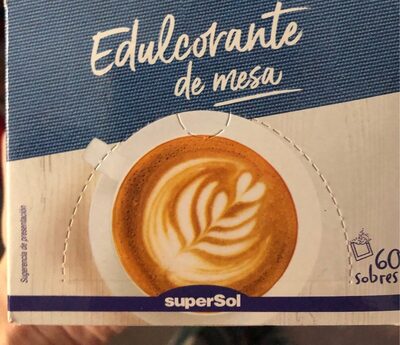 Edulcorante
de mesa
Sugerencia de presentación
60
sobres
superSol